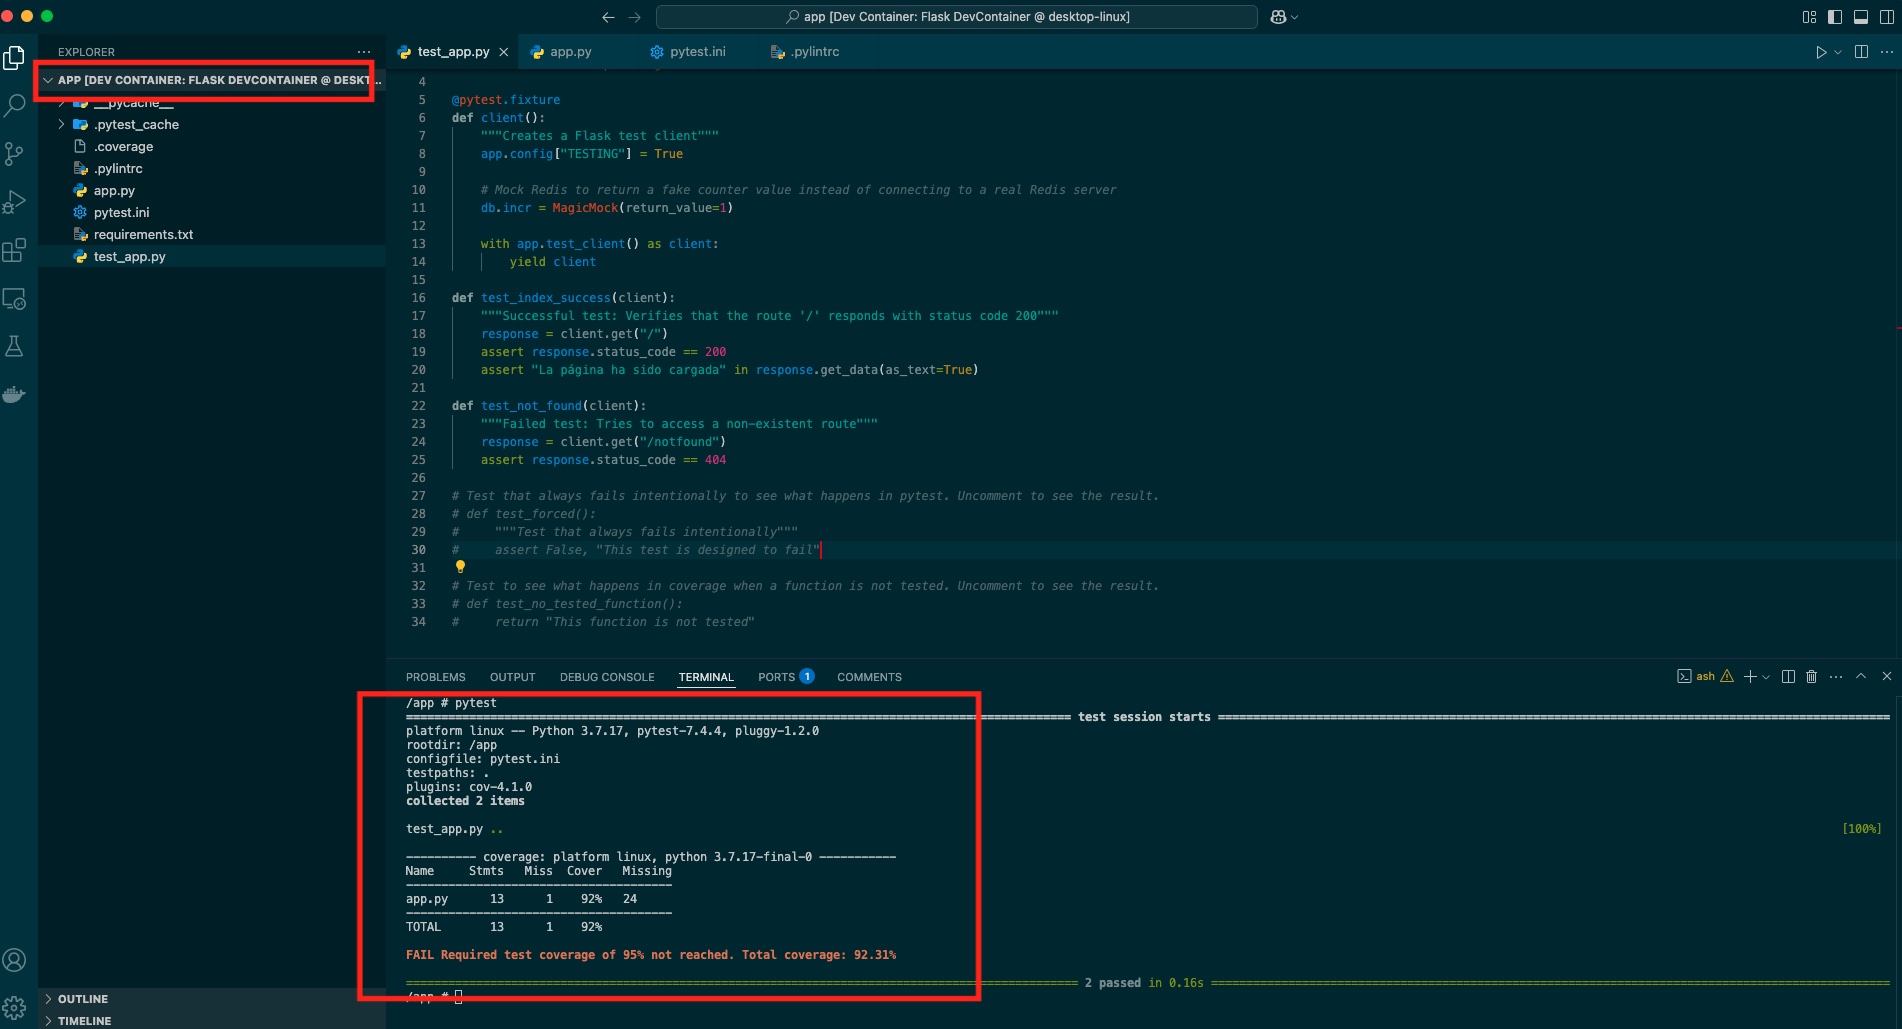 app [Dev Container: Flask DevContainer @ desktop-linux]
EXPLORER
APP [DEV CONTAINER: FLASK DEVCONTAINER @ DESKT...
__pycache__
.pytest_cache
.coverage
.pylintrc
app.py
pytest.ini
requirements.txt
test_app.py
OUTLINE
TIMELINE
test_app.py
app.py
pytest.ini
.pylintrc
4
5 @pytest.fixture
6 def client():
7     """Creates a Flask test client"""
8     app.config["TESTING"] = True
9
10     # Mock Redis to return a fake counter value instead of connecting to a real Redis server
11     db.incr = MagicMock(return_value=1)
12
13     with app.test_client() as client:
14         yield client
15
16 def test_index_success(client):
17     """Successful test: Verifies that the route '/' responds with status code 200"""
18     response = client.get("/")
19     assert response.status_code == 200
20     assert "La página ha sido cargada" in response.get_data(as_text=True)
21
22 def test_not_found(client):
23     """Failed test: Tries to access a non-existent route"""
24     response = client.get("/notfound")
25     assert response.status_code == 404
26
27 # Test that always fails intentionally to see what happens in pytest. Uncomment to see the result.
28 # def test_forced():
29 #     """Test that always fails intentionally"""
30 #     assert False, "This test is designed to fail"
31
32 # Test to see what happens in coverage when a function is not tested. Uncomment to see the result.
33 # def test_no_tested_function():
34 #     return "This function is not tested"
PROBLEMS OUTPUT DEBUG CONSOLE TERMINAL PORTS 1 COMMENTS
ash
/app # pytest
test session starts
platform linux -- Python 3.7.17, pytest-7.4.4, pluggy-1.2.0
rootdir: /app
configfile: pytest.ini
testpaths: .
plugins: cov-4.1.0
collected 2 items
test_app.py .. [100%]
---------- coverage: platform linux, python 3.7.17-final-0 -----------
Name Stmts Miss Cover Missing
app.py 13 1 92% 24
TOTAL 13 1 92%
FAIL Required test coverage of 95% not reached. Total coverage: 92.31%
2 passed in 0.16s
/app #